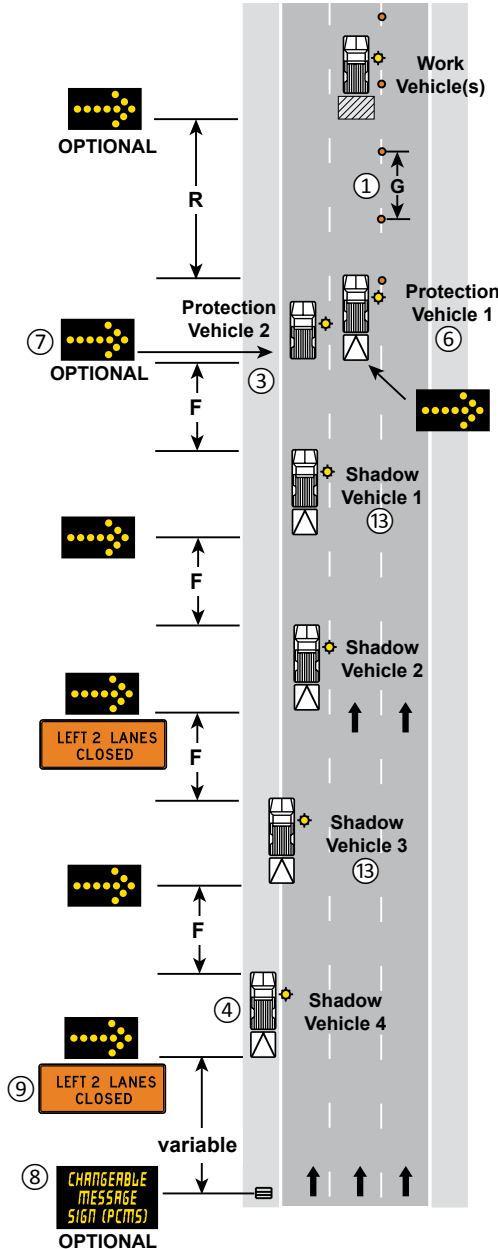 Work
Vehicle(s)
OPTIONAL
1
G
R
Protection
Vehicle 2
Protection
Vehicle 1
6
7
OPTIONAL
3
F
Shadow
Vehicle 1
13
F
Shadow
Vehicle 2
LEFT 2 LANES
CLOSED
F
Shadow
Vehicle 3
13
F
4
Shadow
Vehicle 4
9
LEFT 2 LANES
CLOSED
variable
8
CHANGEABLE
MESSAGE
SIGN (PCMS)
OPTIONAL